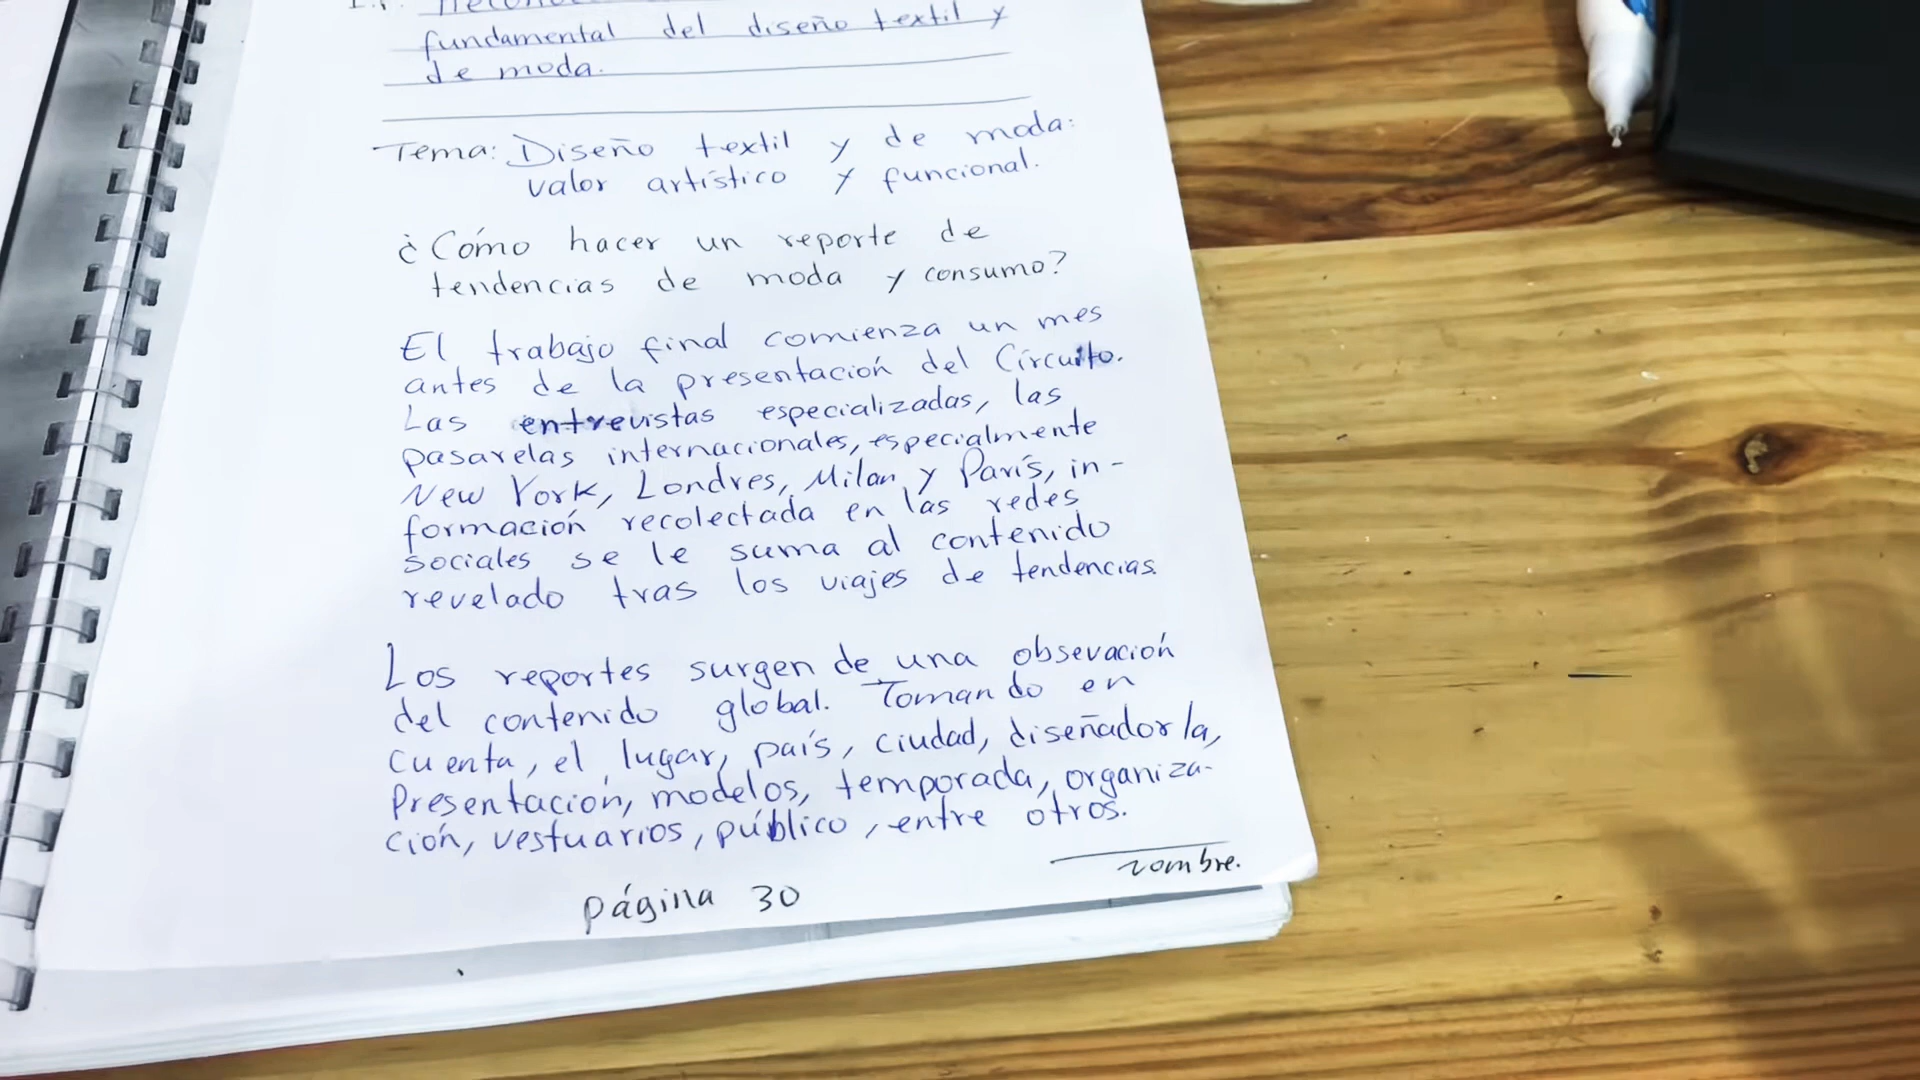 fundamental del diseño textil y
de moda.
Tema: Diseño textil y de moda:
valor artístico y funcional.
¿Cómo hacer un reporte de
tendencias de moda y consumo?
El trabajo final comienza un mes
antes de la presentación del Circuito.
Las entrevistas especializadas, las
pasarelas internacionales, especialmente
New York, Londres, Milan y París, in-
formación recolectada en las redes
sociales se le suma al contenido
revelado tras los viajes de tendencias.
Los reportes surgen de una obsevación
del contenido global. Tomando en
cuenta, el lugar, país, ciudad, diseñador/a,
Presentación, modelos, temporada, organiza-
ción, vestuarios, público, entre otros.
nombre.
página 30